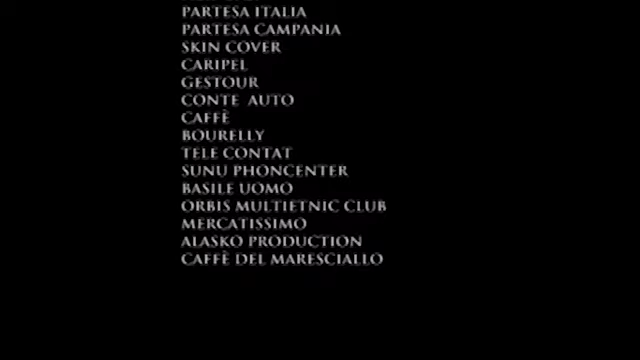 PARTESA ITALIA
PARTESA CAMPANIA
SKIN COVER
CARIPEL
GESTOUR
CONTE AUTO
CAFFÈ
BOURELLY
TELE CONTAT
SUNU PHONCENTER
BASILE UOMO
ORBIS MULTIETNIC CLUB
MERCATISSIMO
ALASKO PRODUCTION
CAFFÈ DEL MARESCIALLO